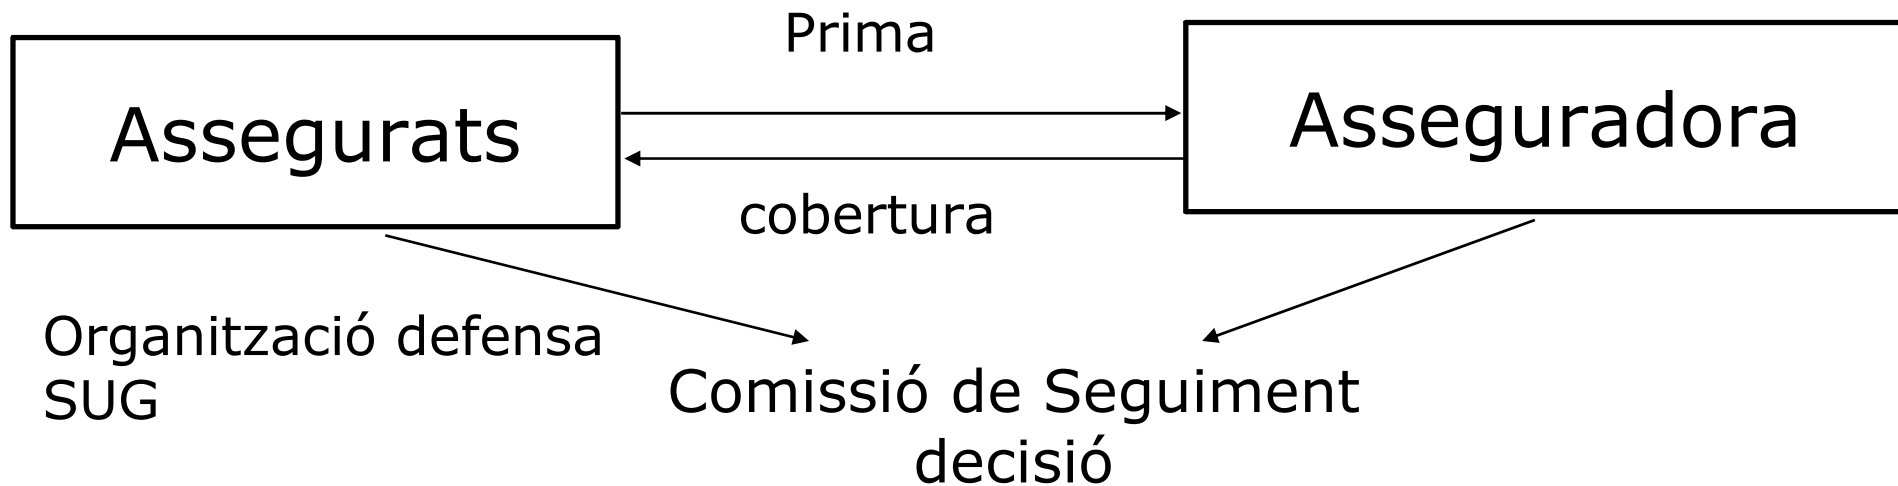 Prima
Assegurats
Asseguradora
cobertura
Organització defensa
SUG
Comissió de Seguiment
decisió